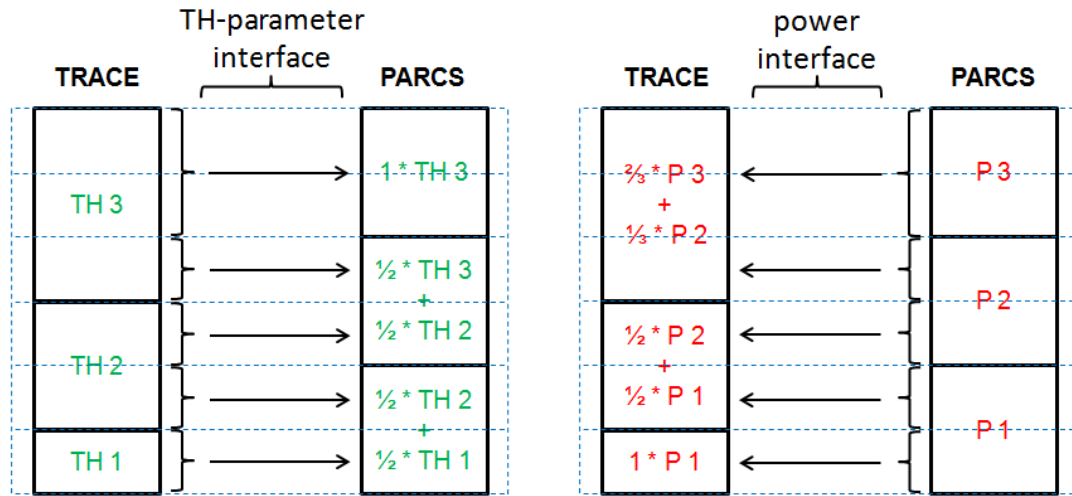 TH-parameter
interface
TRACE
PARCS
TH 3
TH 2
TH 1
1 * TH 3
½ * TH 3
+
½ * TH 2
½ * TH 2
+
½ * TH 1
power
interface
TRACE
PARCS
⅔ * P 3
+
⅓ * P 2
½ * P 2
+
½ * P 1
1 * P 1
P 3
P 2
P 1